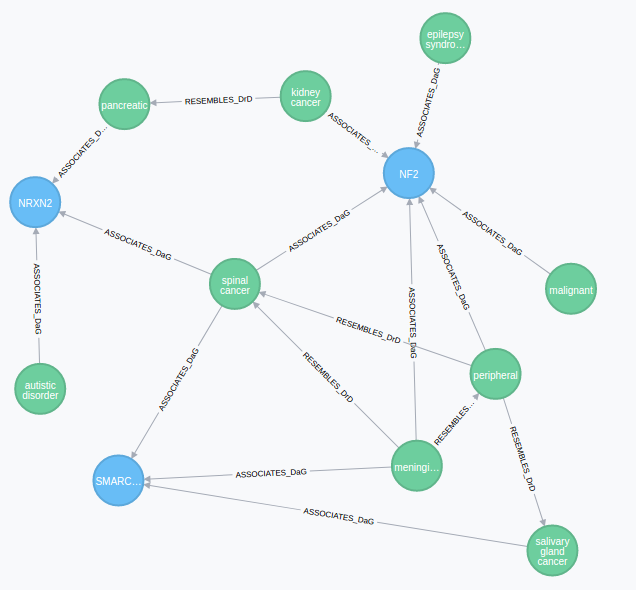 epilepsy
syndro…
ASSOCIATES_DaG
kidney
cancer
RESEMBLES_DrD
pancreatic
ASSOCIATES_…
ASSOCIATES_D…
NF2
NRXN2
ASSOCIATES_DaG
ASSOCIATES_DaG
ASSOCIATES_DaG
ASSOCIATES_DaG
spinal
cancer
malignant
ASSOCIATES_DaG
ASSOCIATES_DaG
RESEMBLES_DrD
ASSOCIATES_DaG
peripheral
autistic
disorder
RESEMBLES_DrD
ASSOCIATES_DaG
RESEMBLES…
RESEMBLES_DrD
meningi…
ASSOCIATES_DaG
SMARC…
ASSOCIATES_DaG
salivary
gland
cancer